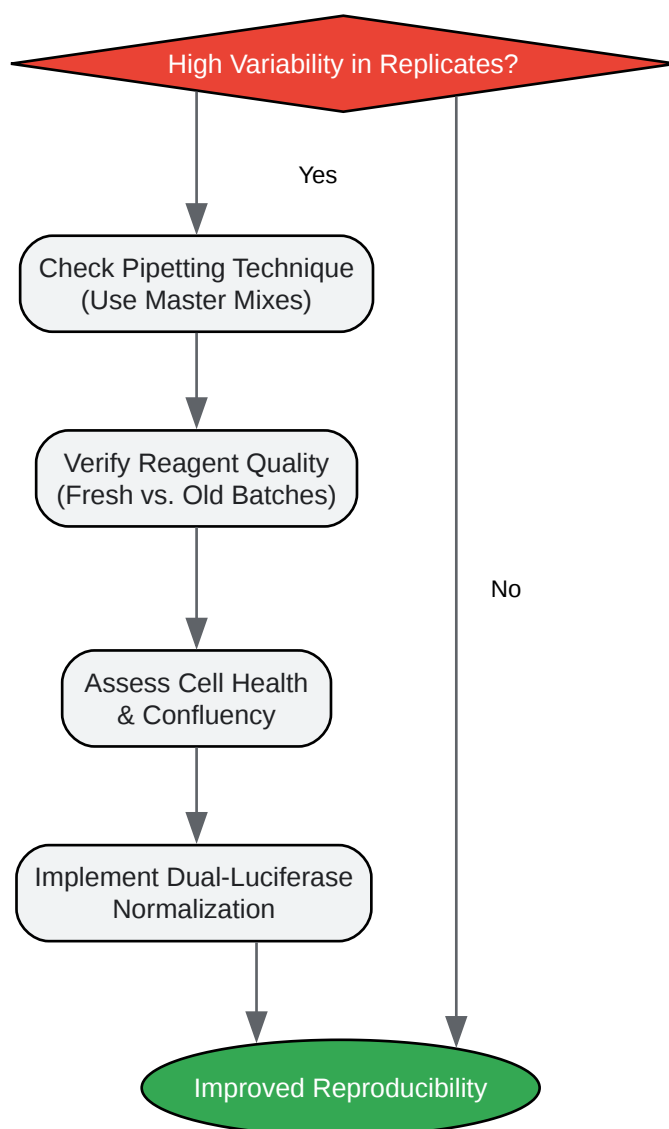 High Variability in Replicates?
Yes
Check Pipetting Technique
(Use Master Mixes)
Verify Reagent Quality
(Fresh vs. Old Batches)
No
Assess Cell Health
& Confluency
Implement Dual-Luciferase
Normalization
Improved Reproducibility